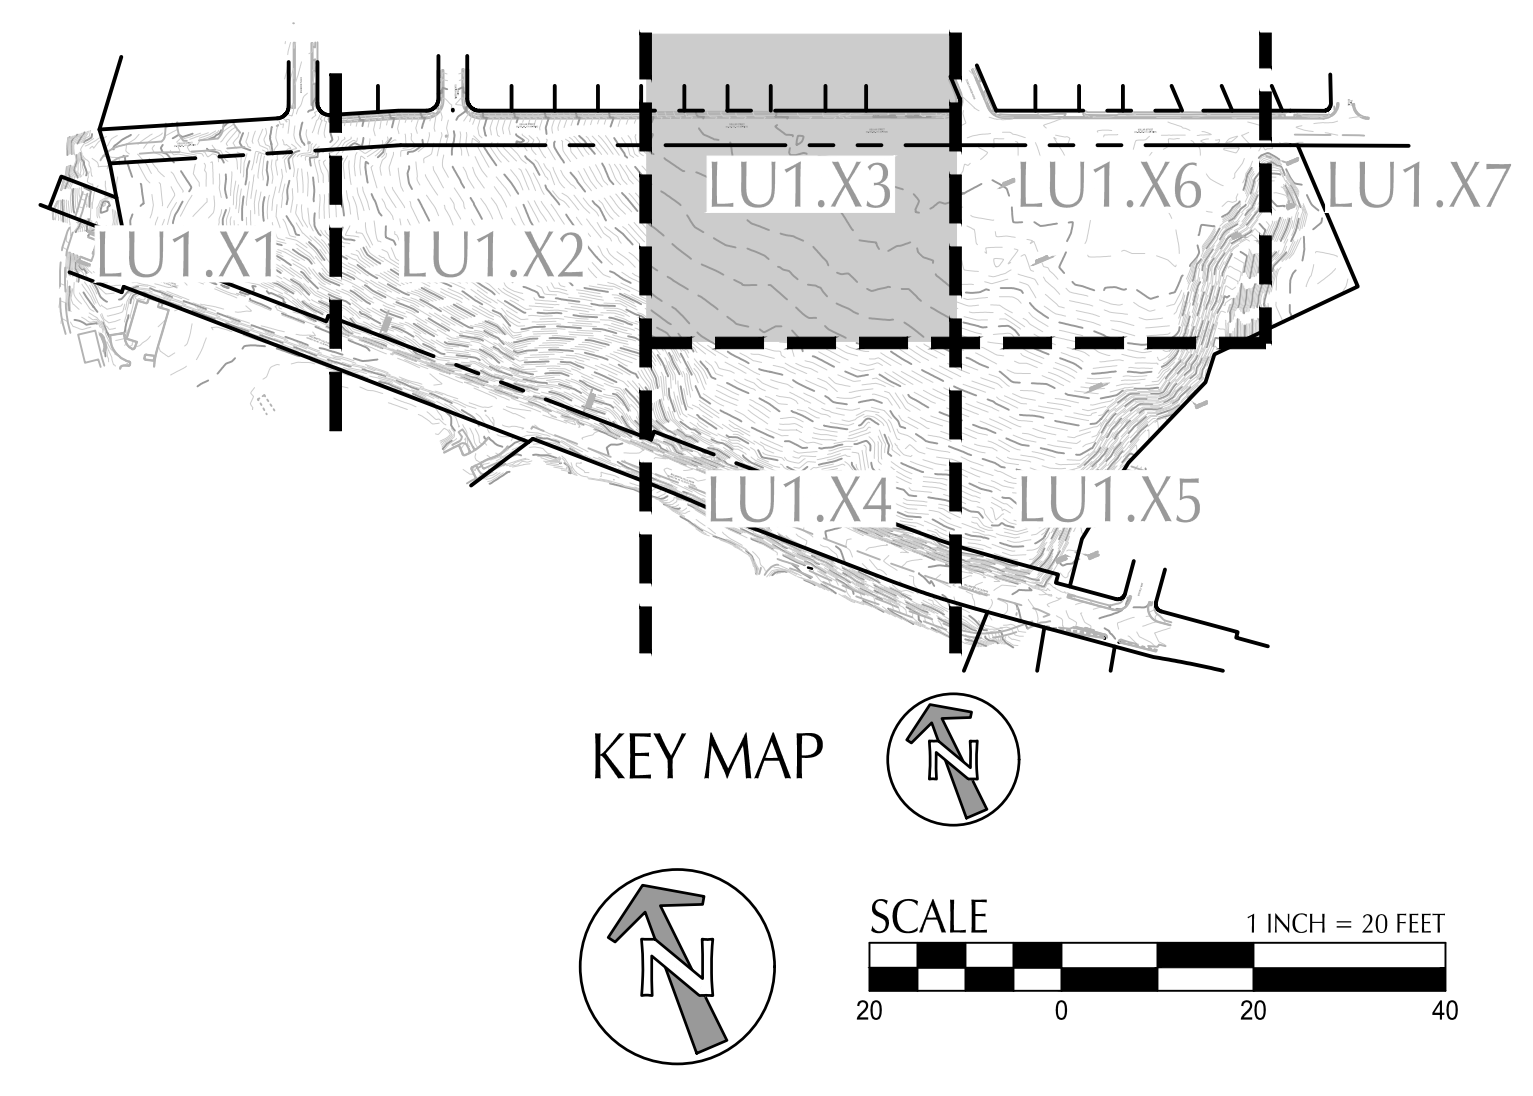 LU1.X3
LU1.X6
LU1.X7
LU1.X1
LU1.X2
LU1.X4
LU1.X5
KEY MAP
N
N
SCALE
1 INCH = 20 FEET
20 0 20 40